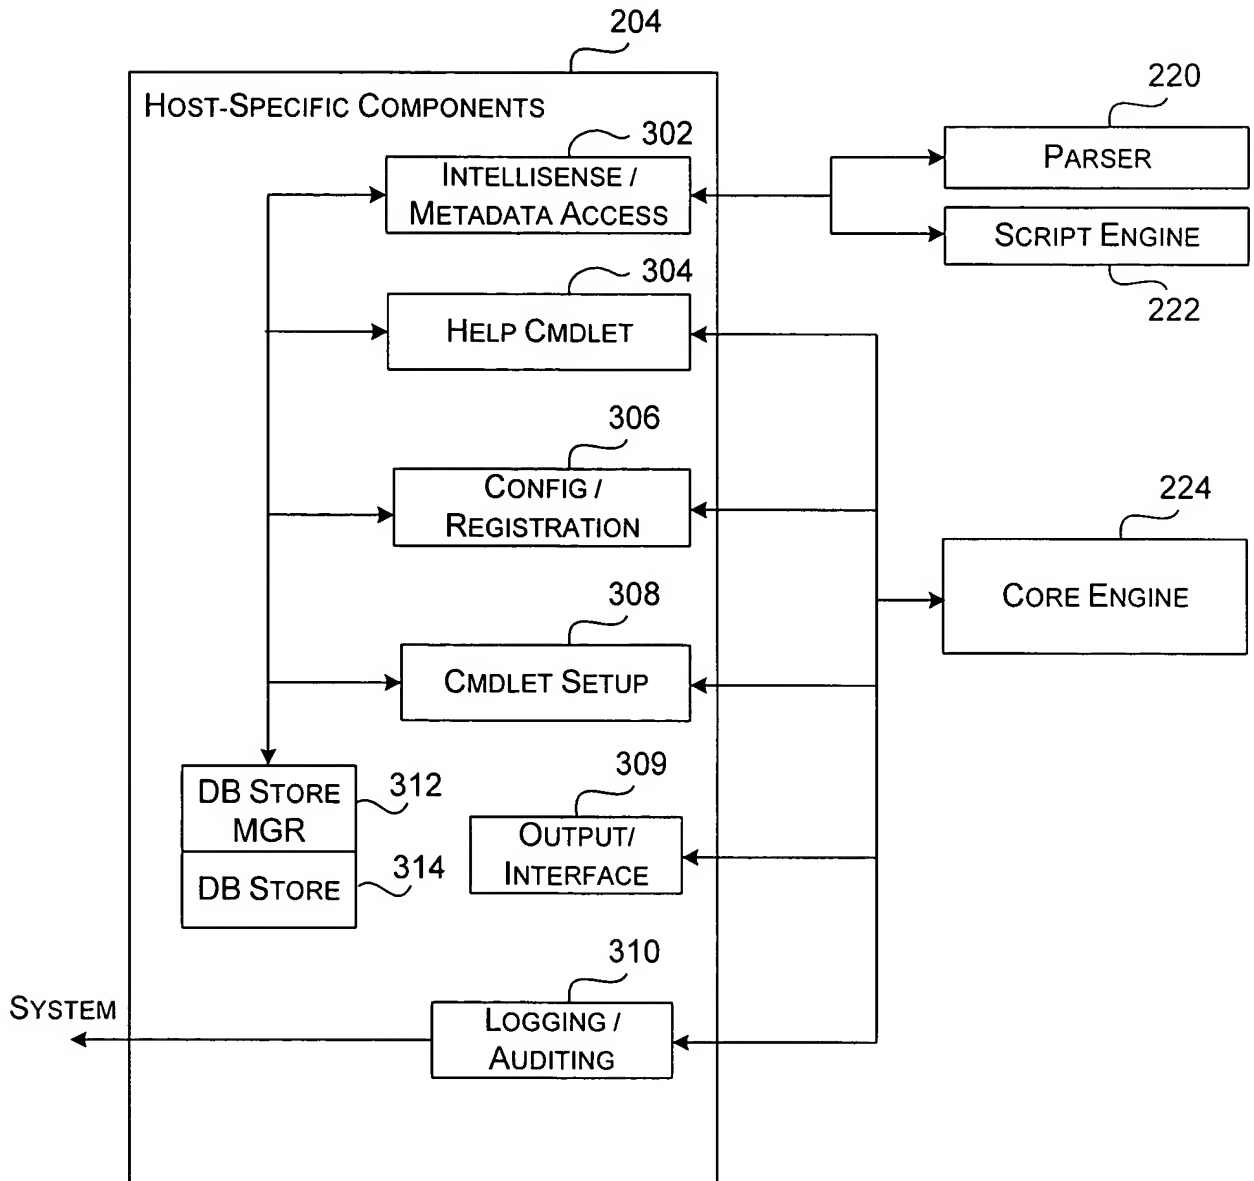 204
HOST-SPECIFIC COMPONENTS
302
INTELLISENSE /
METADATA ACCESS
220
PARSER
SCRIPT ENGINE
222
304
HELP CMDLET
306
CONFIG /
REGISTRATION
224
CORE ENGINE
308
CMDLET SETUP
DB STORE
MGR
312
DB STORE
314
309
OUTPUT/
INTERFACE
310
LOGGING /
AUDITING
SYSTEM